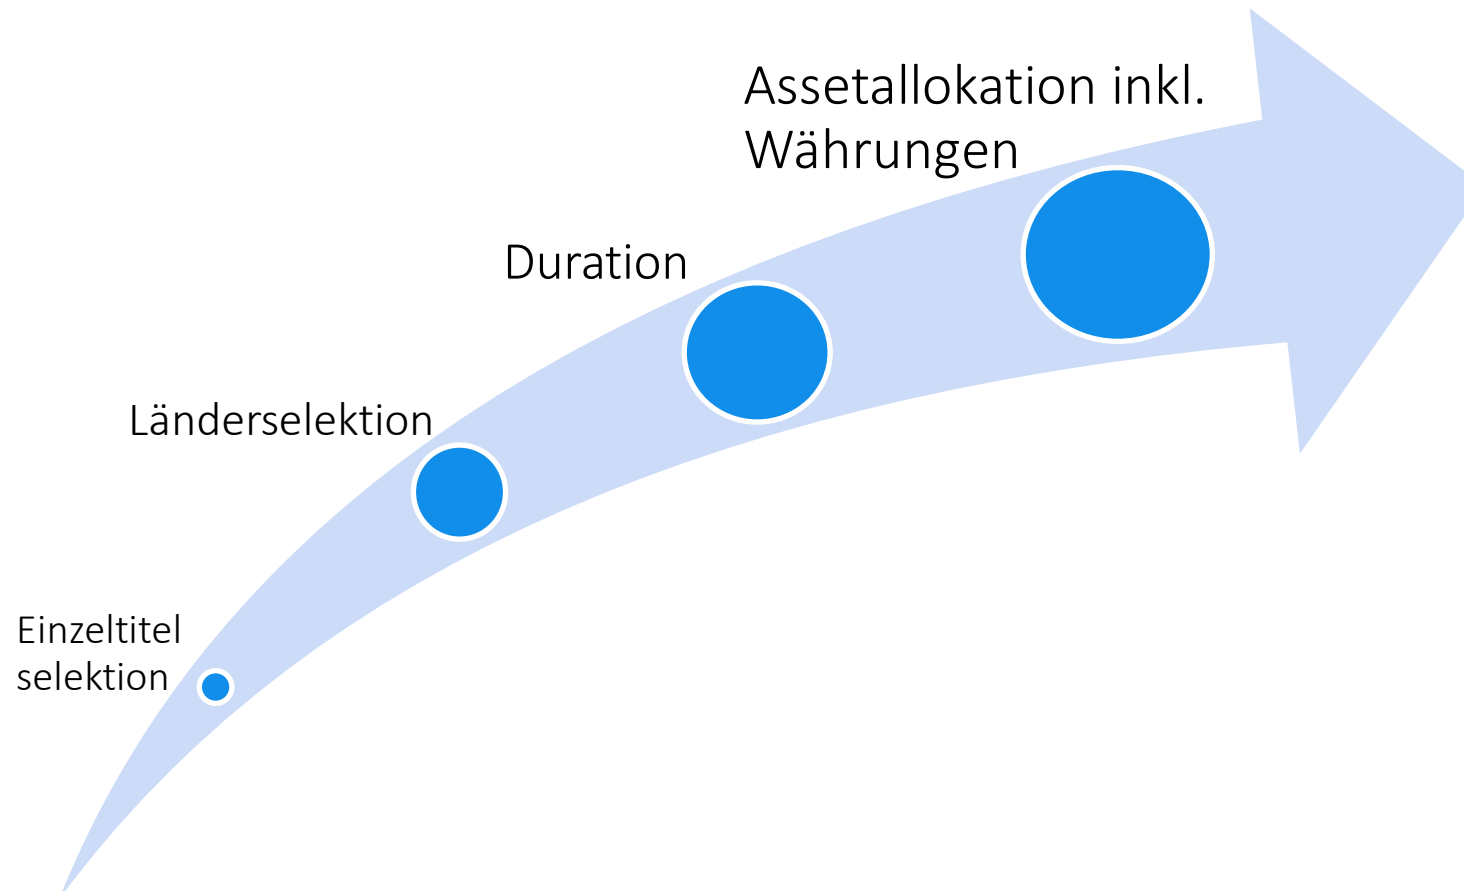 Assetallokation inkl.
Währungen
Duration
Länderselektion
Einzeltitel
selektion